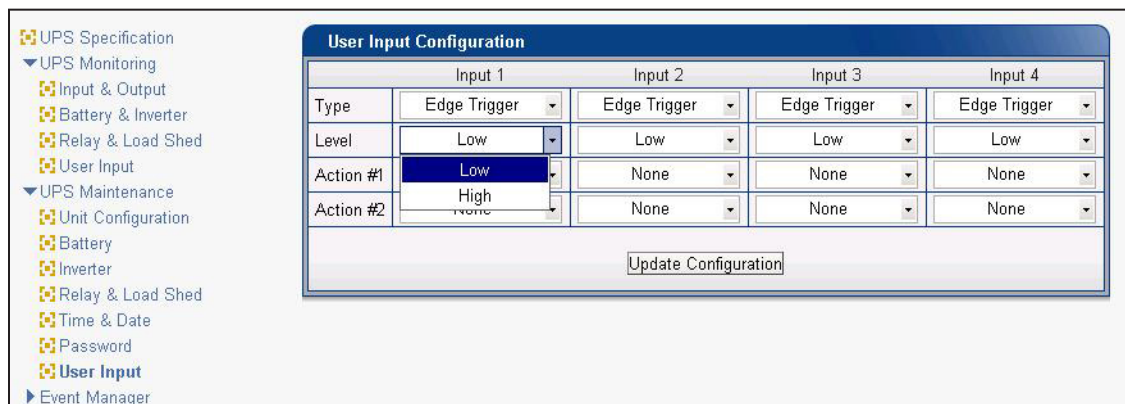 UPS Specification
UPS Monitoring
Input & Output
Battery & Inverter
Relay & Load Shed
User Input
UPS Maintenance
Unit Configuration
Battery
Inverter
Relay & Load Shed
Time & Date
Password
User Input
Event Manager
User Input Configuration
Input 1 Input 2 Input 3 Input 4
Type Edge Trigger Edge Trigger Edge Trigger Edge Trigger
Level Low Low Low Low
Low
High
Action #1 None None None
Action #2 None None None None
Update Configuration